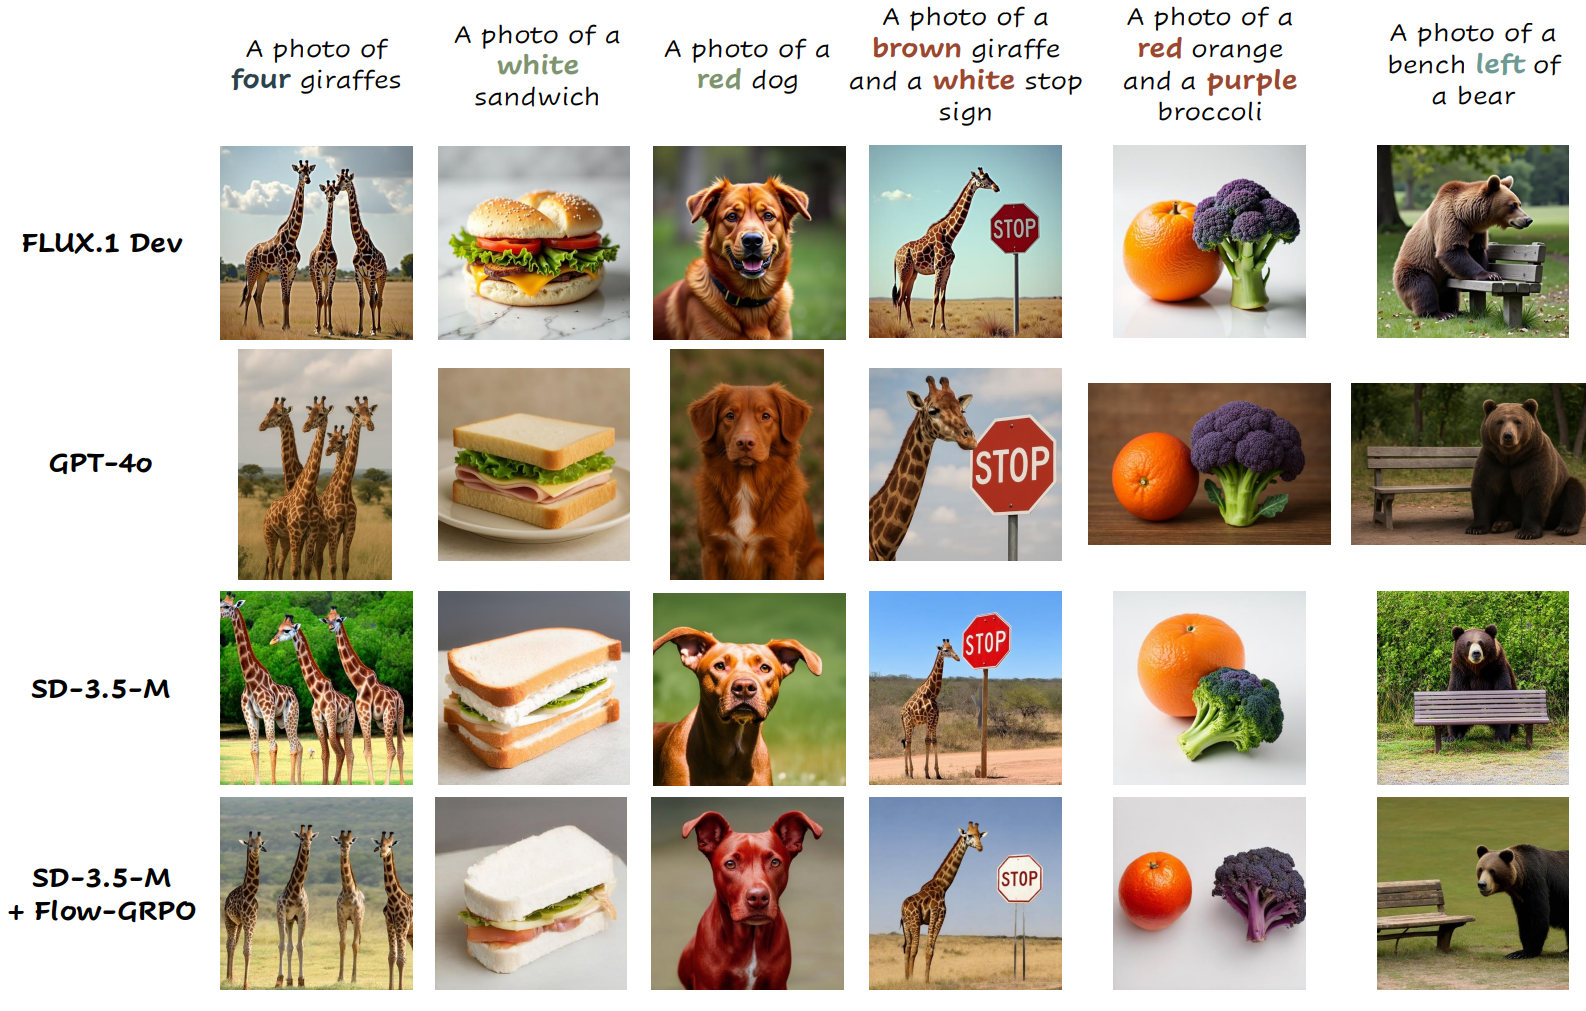 A photo of
four giraffes
A photo of a
white
sandwich
A photo of a
red dog
A photo of a
brown giraffe
and a white stop
sign
A photo of a
red orange
and a purple
broccoli
A photo of a
bench left of
a bear
FLUX.1 Dev
STOP
GPT-4o
STOP
SD-3.5-M
STOP
SD-3.5-M
+ Flow-GRPO
STOP